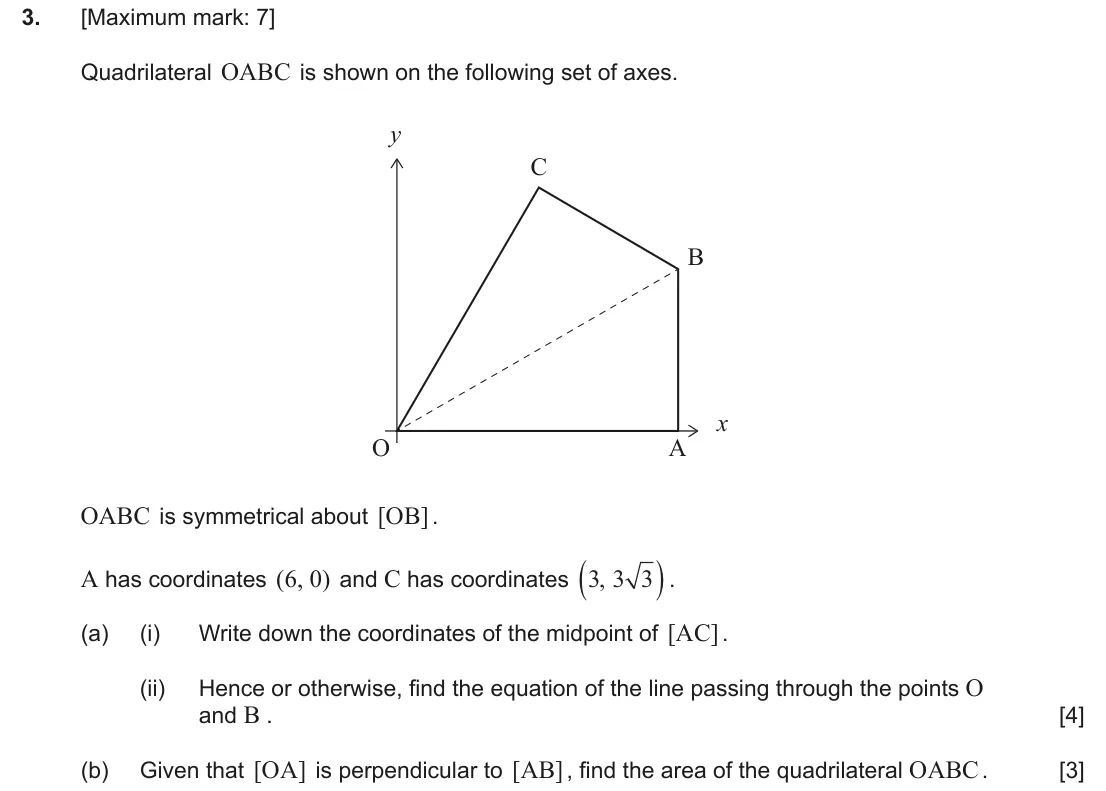 3. [Maximum mark: 7]
Quadrilateral OABC is shown on the following set of axes.
y
C
B
x
O
A
OABC is symmetrical about [OB].
A has coordinates (6, 0) and C has coordinates (3, 3√3).
(a) (i) Write down the coordinates of the midpoint of [AC].
(ii) Hence or otherwise, find the equation of the line passing through the points O
and B . [4]
(b) Given that [OA] is perpendicular to [AB], find the area of the quadrilateral OABC. [3]